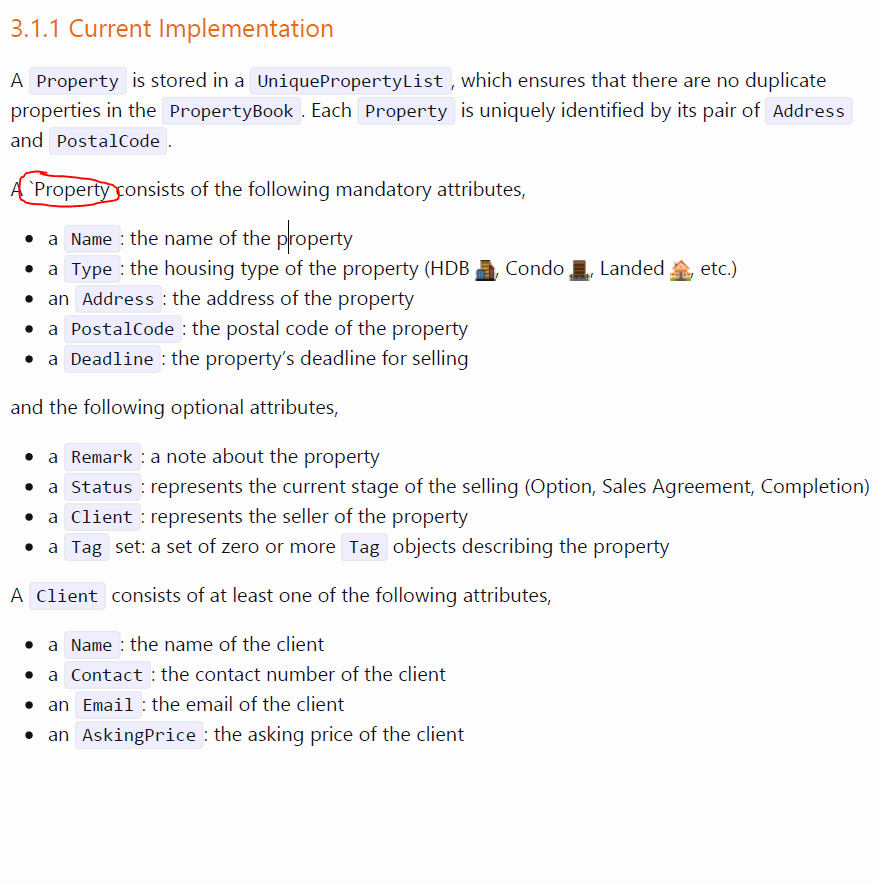 3.1.1 Current Implementation
A Property is stored in a UniquePropertyList, which ensures that there are no duplicate
properties in the PropertyBook. Each Property is uniquely identified by its pair of Address
and PostalCode.
A `Property consists of the following mandatory attributes,
• a Name: the name of the property
• a Type: the housing type of the property (HDB 🏢, Condo 🏬, Landed 🏠, etc.)
• an Address: the address of the property
• a PostalCode: the postal code of the property
• a Deadline: the property’s deadline for selling
and the following optional attributes,
• a Remark: a note about the property
• a Status: represents the current stage of the selling (Option, Sales Agreement, Completion)
• a Client: represents the seller of the property
• a Tag set: a set of zero or more Tag objects describing the property
A Client consists of at least one of the following attributes,
• a Name: the name of the client
• a Contact: the contact number of the client
• an Email: the email of the client
• an AskingPrice: the asking price of the client